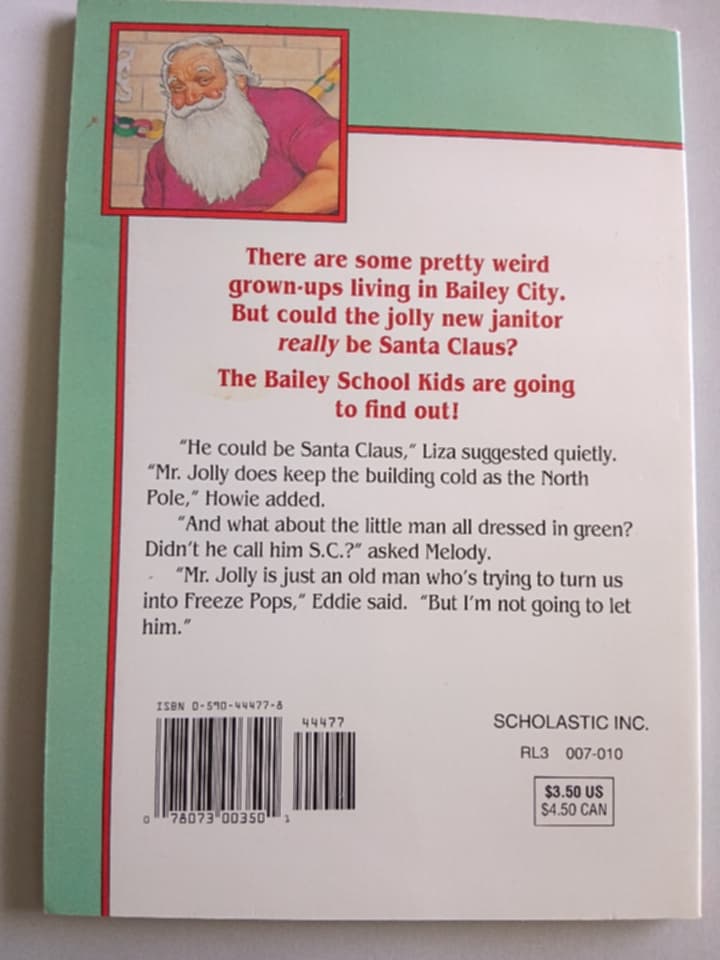 There are some pretty weird
grown-ups living in Bailey City.
But could the jolly new janitor
really be Santa Claus?
The Bailey School Kids are going
to find out!
"He could be Santa Claus," Liza suggested quietly.
"Mr. Jolly does keep the building cold as the North
Pole," Howie added.
"And what about the little man all dressed in green?
Didn't he call him S.C.?" asked Melody.
"Mr. Jolly is just an old man who's trying to turn us
into Freeze Pops," Eddie said. "But I'm not going to let
him."
ISBN 0-590-44477-8
44477
0 78073 00350 1
SCHOLASTIC INC.
RL3 007-010
$3.50 US
$4.50 CAN